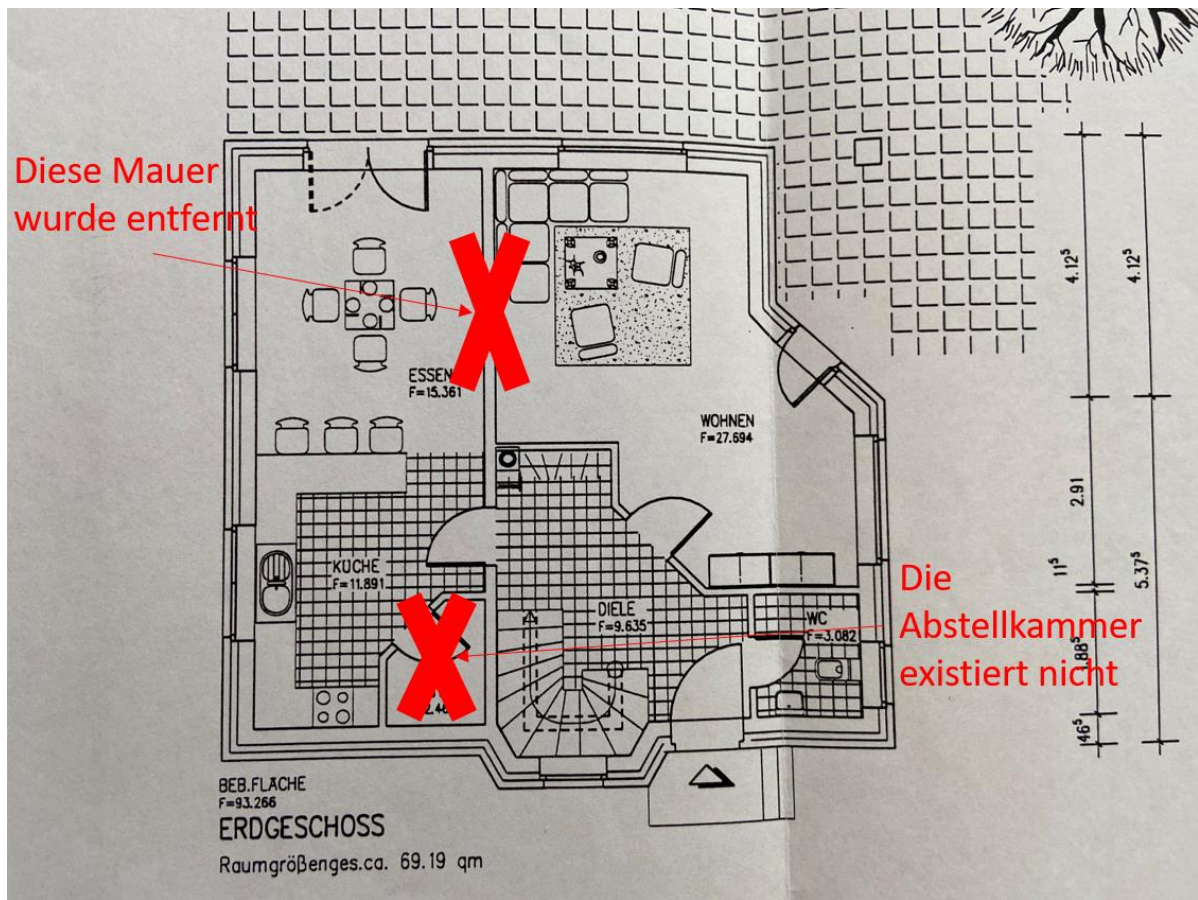 Diese Mauer
wurde entfernt
ESSEN
F=15.361
WOHNEN
F=27.694
KÜCHE
F=11.891
DIELE
F=9.635
WC
F=3.082
Die
Abstellkammer
existiert nicht
4.12⁵
4.12⁵
2.91
11⁵
5.37⁵
46⁵
BEB.FLÄCHE
F=93.266
ERDGESCHOSS
Raumgrößenges.ca. 69.19 qm